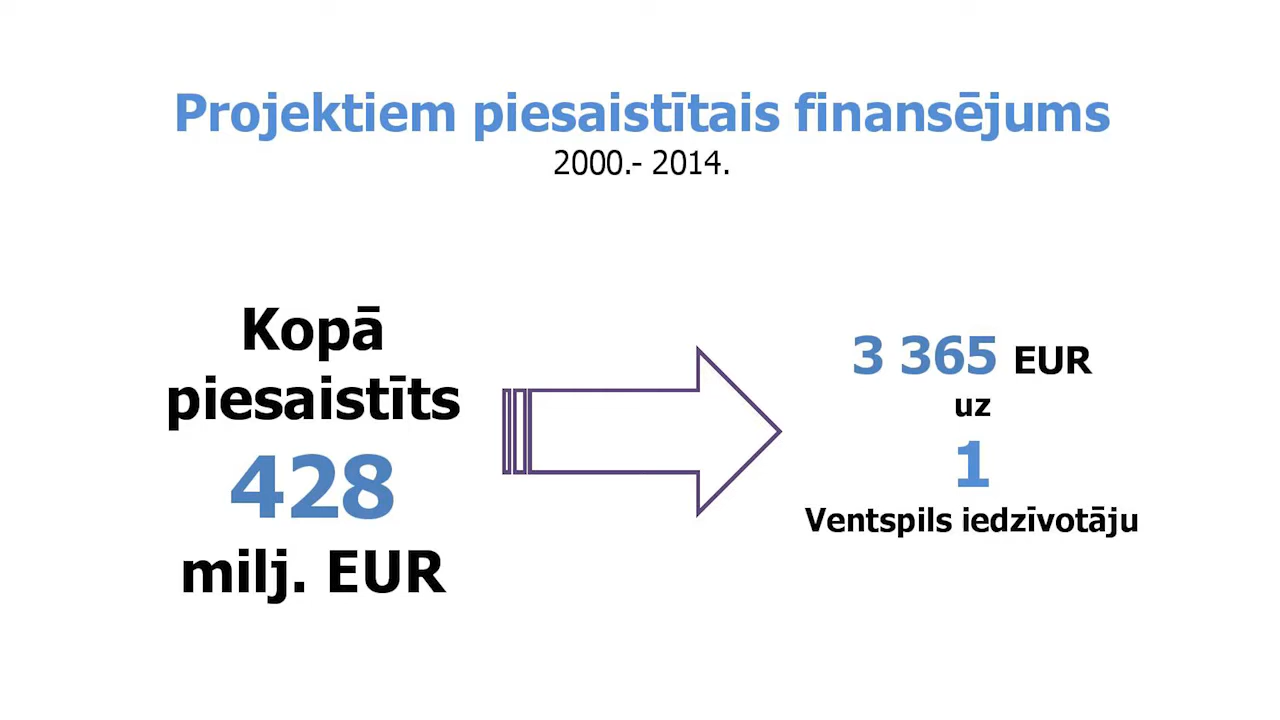 Projektiem piesaistītais finansējums
2000.- 2014.
Kopā
piesaistīts
428
milj. EUR
3 365 EUR
uz
1
Ventspils iedzīvotāju